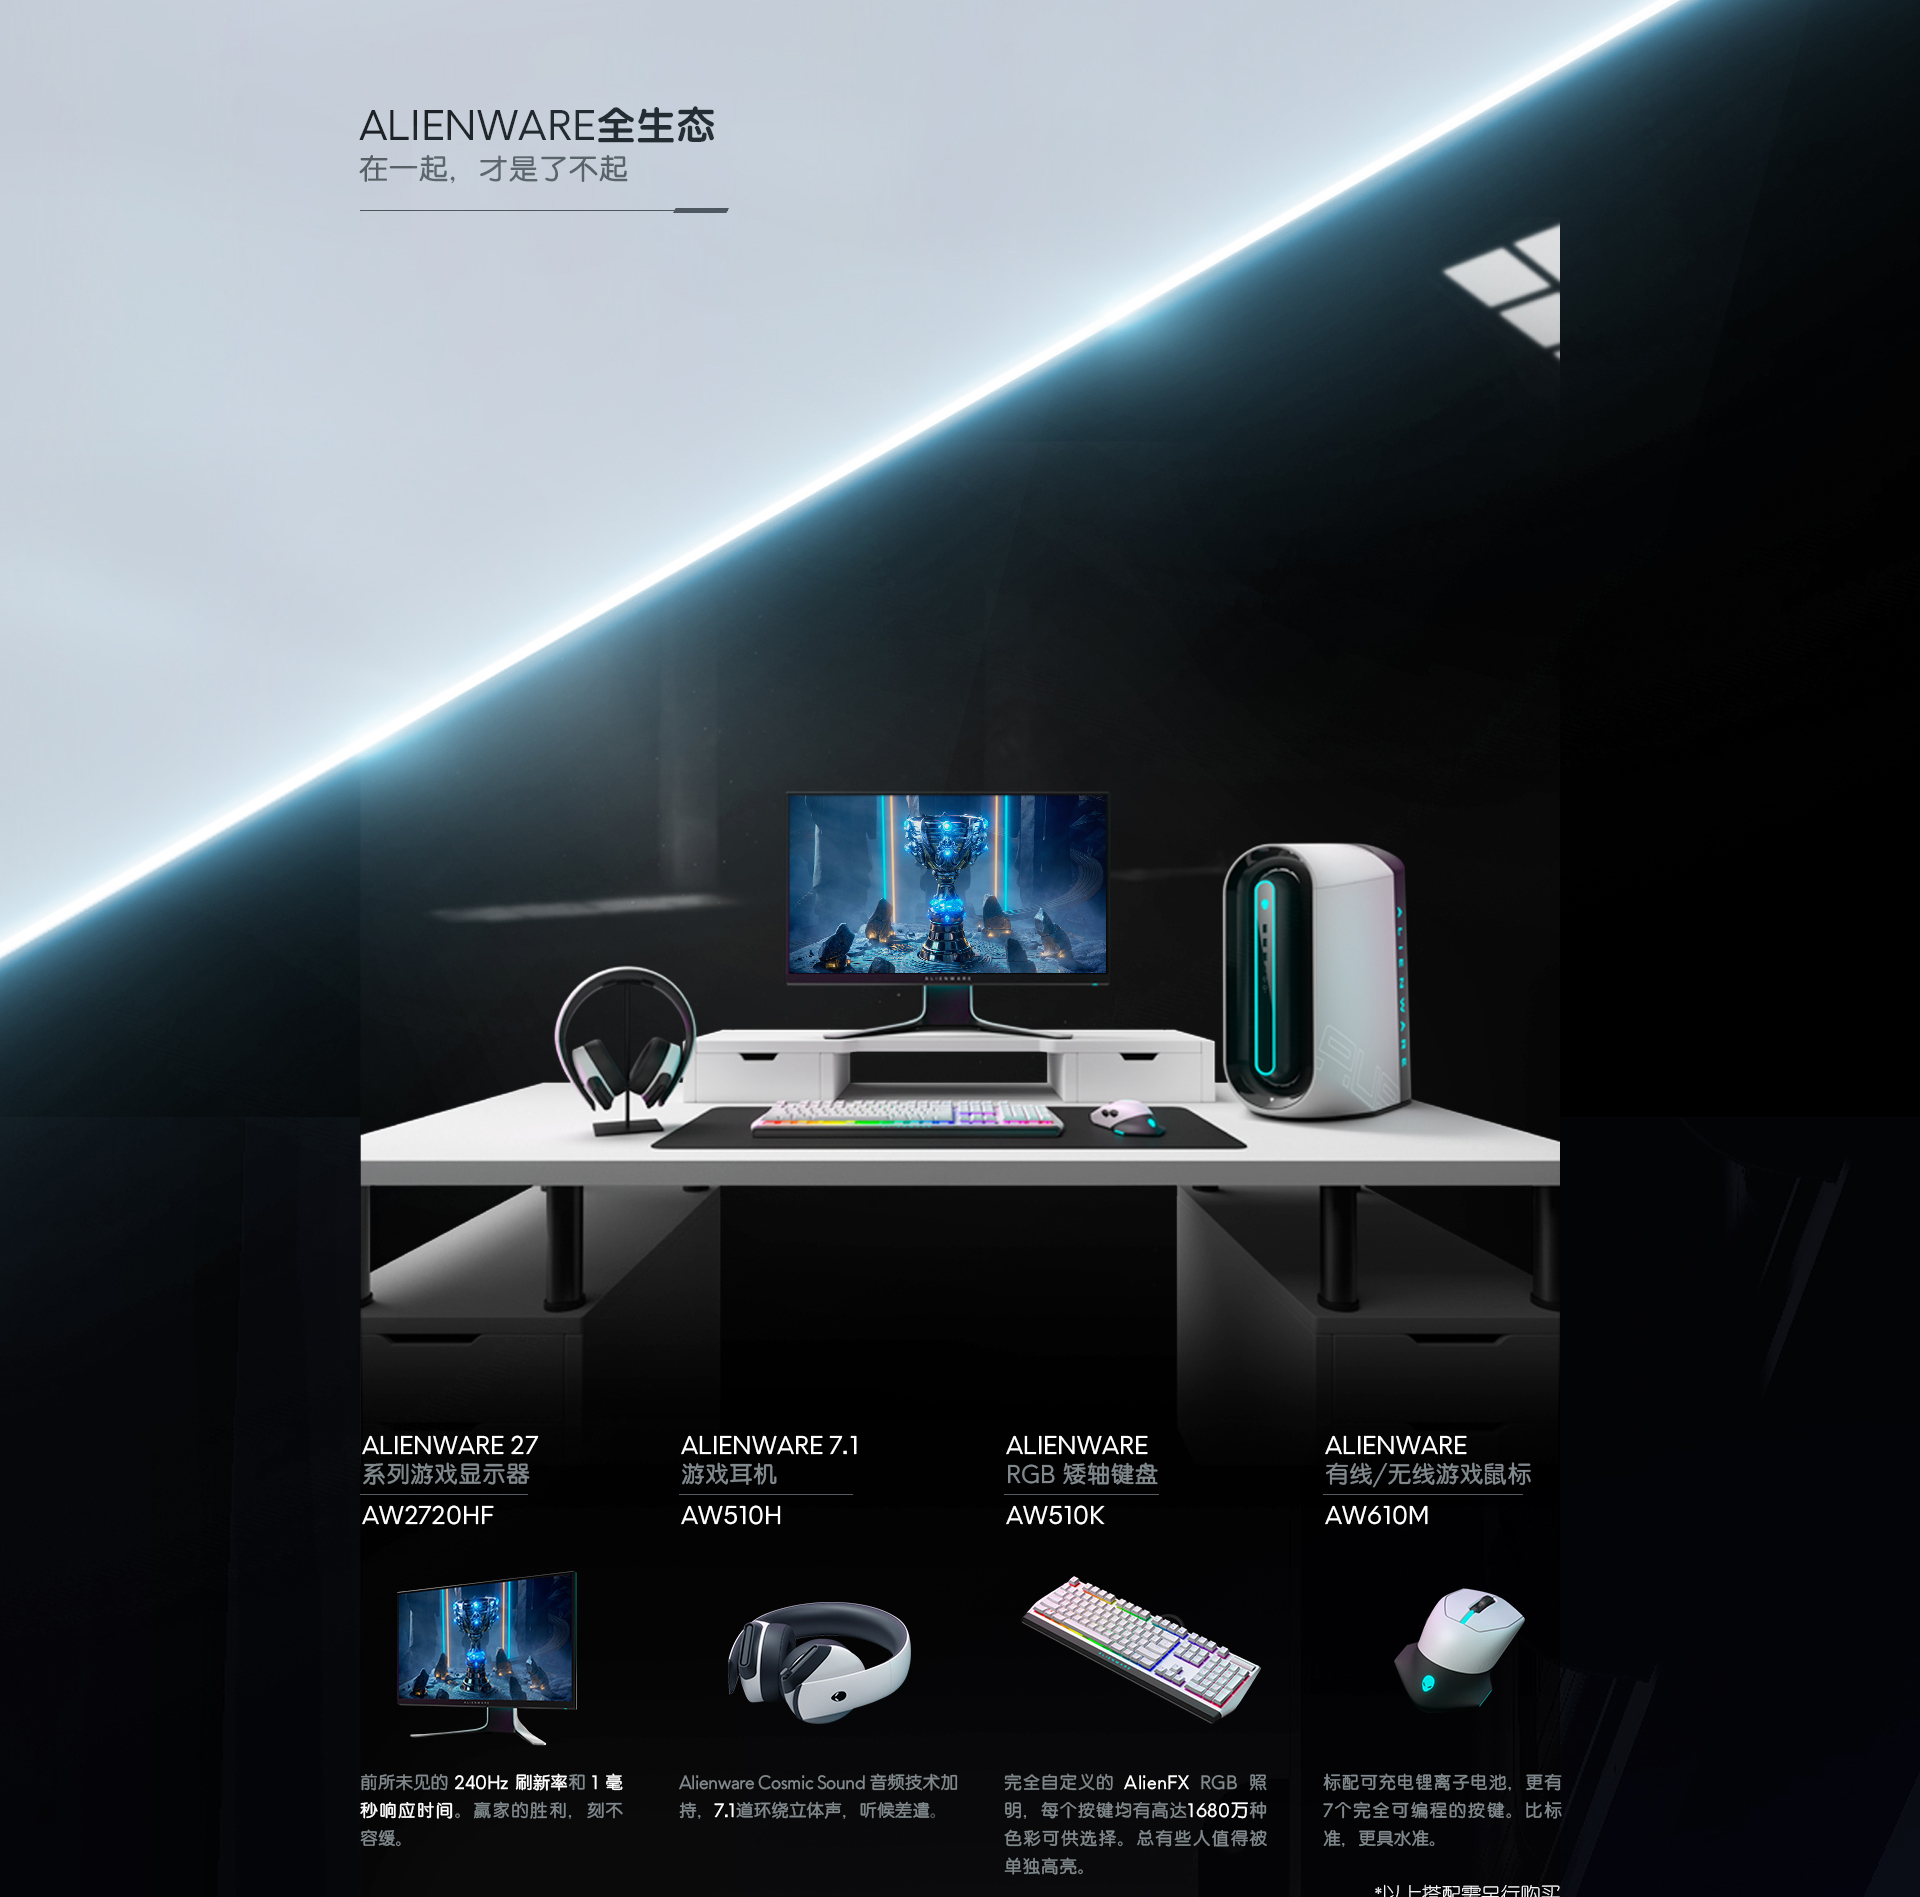 ALIENWARE全生态
在一起，才是了不起
ALIENWARE
ALIENWARE
ALIENWARE 27
系列游戏显示器
AW2720HF
ALIENWARE 7.1
游戏耳机
AW510H
ALIENWARE
RGB 矮轴键盘
AW510K
ALIENWARE
有线/无线游戏鼠标
AW610M
前所未见的 240Hz 刷新率和 1 毫
秒响应时间。赢家的胜利，刻不
容缓。
Alienware Cosmic Sound 音频技术加
持，7.1道环绕立体声，听候差遣。
完全自定义的 AlienFX RGB 照
明，每个按键均有高达1680万种
色彩可供选择。总有些人值得被
单独高亮。
标配可充电锂离子电池，更有
7个完全可编程的按键。比标
准，更具水准。
*以上搭配需另行购买